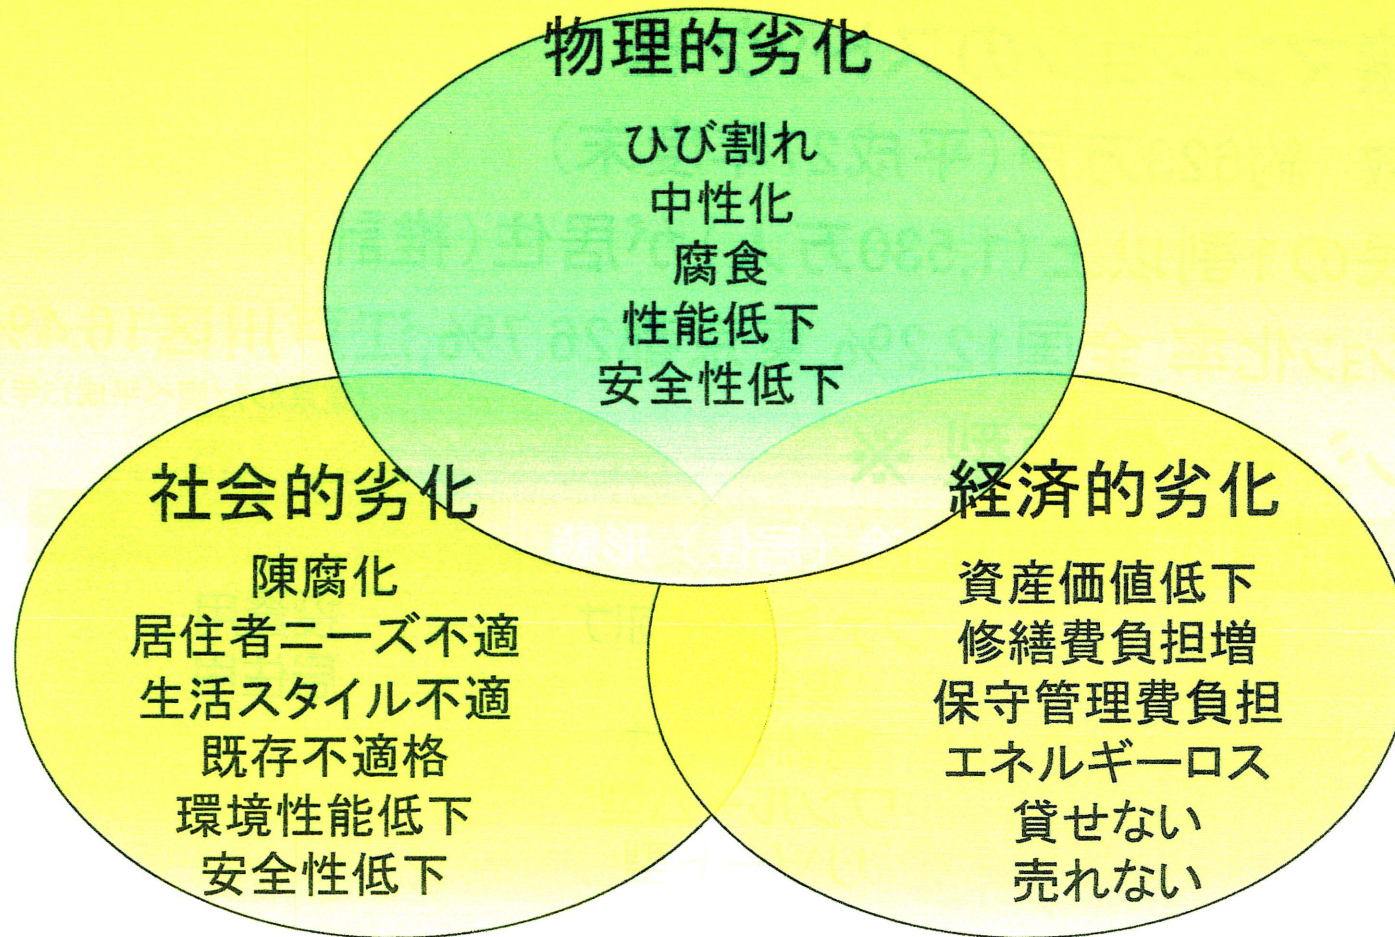 物理的劣化
ひび割れ
中性化
腐食
性能低下
安全性低下
社会的劣化
陳腐化
居住者ニーズ不適
生活スタイル不適
既存不適格
環境性能低下
安全性低下
経済的劣化
資産価値低下
修繕費負担増
保守管理費負担
エネルギーロス
貸せない
売れない